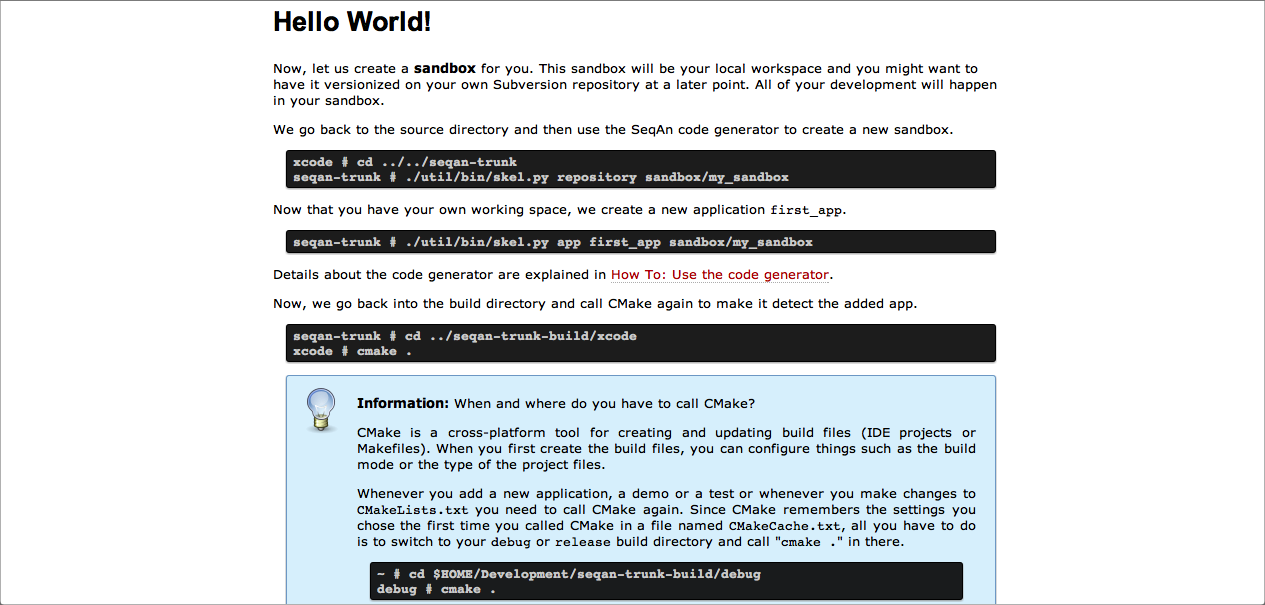 Hello World!
Now, let us create a sandbox for you. This sandbox will be your local workspace and you might want to
have it versionized on your own Subversion repository at a later point. All of your development will happen
in your sandbox.
We go back to the source directory and then use the SeqAn code generator to create a new sandbox.
xcode # cd ../../seqan-trunk
seqan-trunk # ./util/bin/skel.py repository sandbox/my_sandbox
Now that you have your own working space, we create a new application first_app.
seqan-trunk # ./util/bin/skel.py app first_app sandbox/my_sandbox
Details about the code generator are explained in How To: Use the code generator.
Now, we go back into the build directory and call CMake again to make it detect the added app.
seqan-trunk # cd ../seqan-trunk-build/xcode
xcode # cmake .
Information: When and where do you have to call CMake?
CMake is a cross-platform tool for creating and updating build files (IDE projects or
Makefiles). When you first create the build files, you can configure things such as the build
mode or the type of the project files.
Whenever you add a new application, a demo or a test or whenever you make changes to
CMakeLists.txt you need to call CMake again. Since CMake remembers the settings you
chose the first time you called CMake in a file named CMakeCache.txt, all you have to do
is to switch to your debug or release build directory and call "cmake ." in there.
~ # cd $HOME/Development/seqan-trunk-build/debug
debug # cmake .